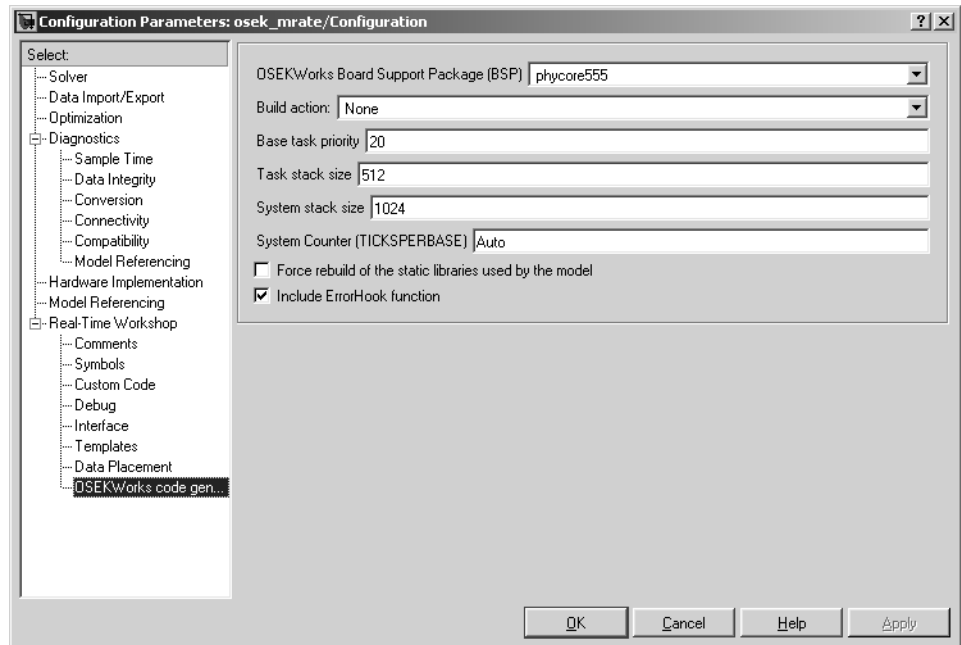 Configuration Parameters: osek_mrate/Configuration
Select:
Solver
Data Import/Export
Optimization
Diagnostics
Sample Time
Data Integrity
Conversion
Connectivity
Compatibility
Model Referencing
Hardware Implementation
Model Referencing
Real-Time Workshop
Comments
Symbols
Custom Code
Debug
Interface
Templates
Data Placement
OSEKWorks code gen...
OSEKWorks Board Support Package (BSP) phycore555
Build action: None
Base task priority 20
Task stack size 512
System stack size 1024
System Counter (TICKSPERBASE) Auto
Force rebuild of the static libraries used by the model
Include ErrorHook function
OK Cancel Help Apply